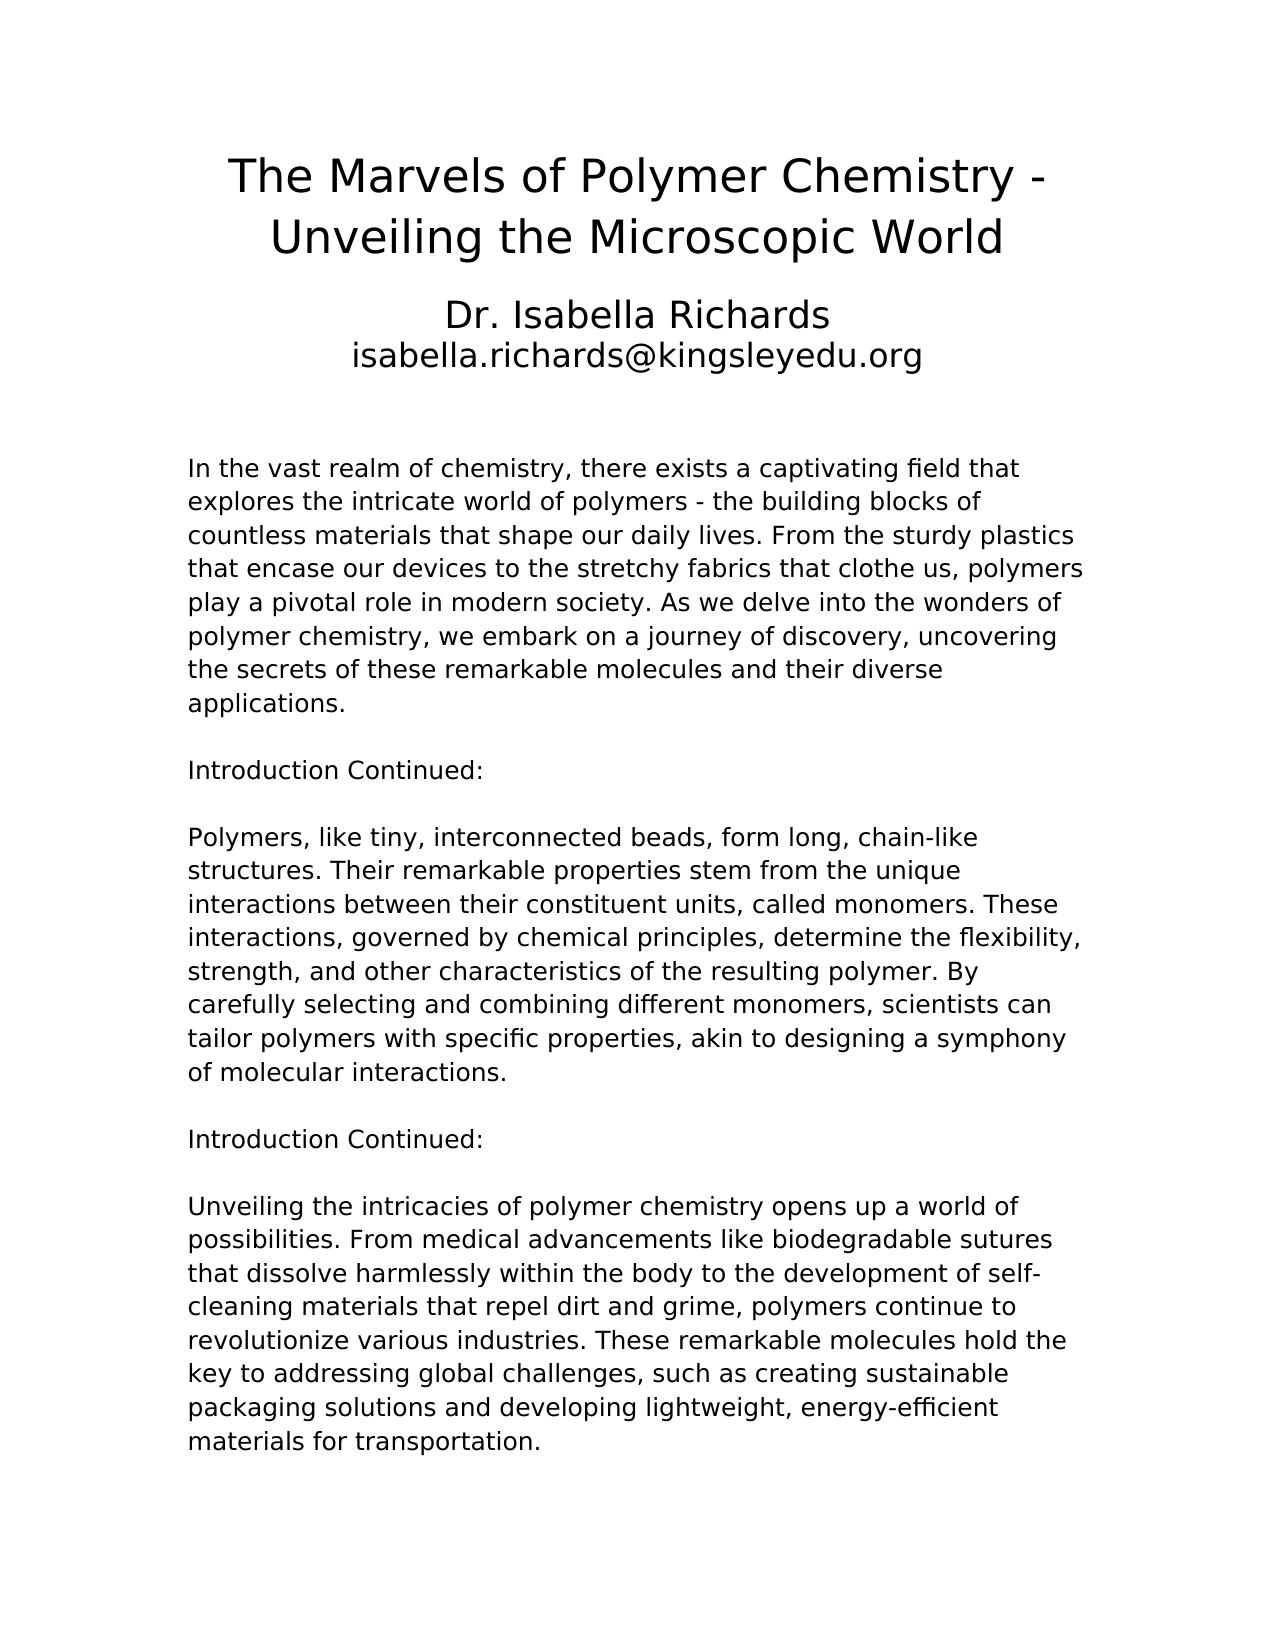 The Marvels of Polymer Chemistry -
Unveiling the Microscopic World
Dr. Isabella Richards
isabella.richards@kingsleyedu.org
In the vast realm of chemistry, there exists a captivating field that
explores the intricate world of polymers - the building blocks of
countless materials that shape our daily lives. From the sturdy plastics
that encase our devices to the stretchy fabrics that clothe us, polymers
play a pivotal role in modern society. As we delve into the wonders of
polymer chemistry, we embark on a journey of discovery, uncovering
the secrets of these remarkable molecules and their diverse
applications.
Introduction Continued:
Polymers, like tiny, interconnected beads, form long, chain-like
structures. Their remarkable properties stem from the unique
interactions between their constituent units, called monomers. These
interactions, governed by chemical principles, determine the flexibility,
strength, and other characteristics of the resulting polymer. By
carefully selecting and combining different monomers, scientists can
tailor polymers with specific properties, akin to designing a symphony
of molecular interactions.
Introduction Continued:
Unveiling the intricacies of polymer chemistry opens up a world of
possibilities. From medical advancements like biodegradable sutures
that dissolve harmlessly within the body to the development of self-
cleaning materials that repel dirt and grime, polymers continue to
revolutionize various industries. These remarkable molecules hold the
key to addressing global challenges, such as creating sustainable
packaging solutions and developing lightweight, energy-efficient
materials for transportation.